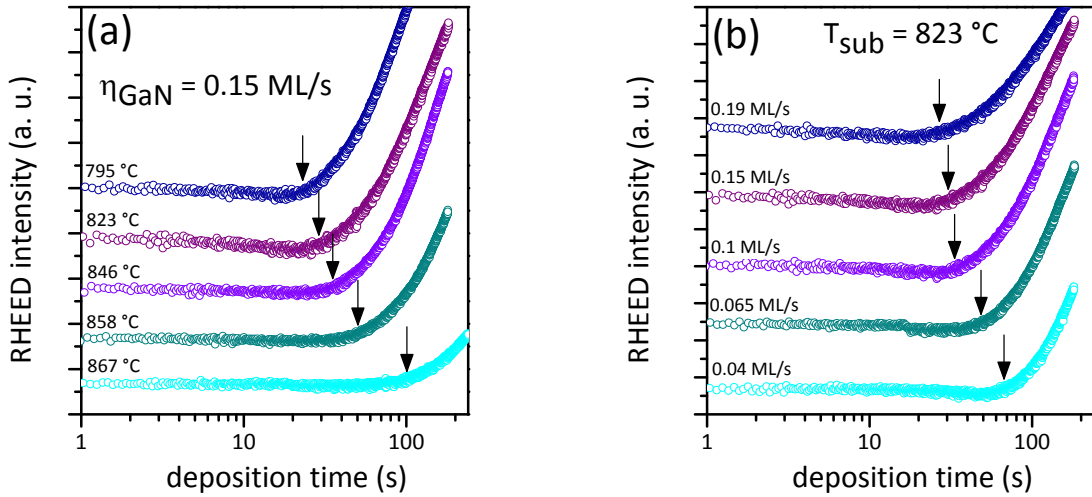 (a)
η GaN = 0.15 ML/s
795 °C
823 °C
846 °C
858 °C
867 °C
RHEED intensity (a. u.)
1
10
100
deposition time (s)
(b)
T sub = 823 °C
0.19 ML/s
0.15 ML/s
0.1 ML/s
0.065 ML/s
0.04 ML/s
RHEED intensity (a. u.)
1
10
100
deposition time (s)